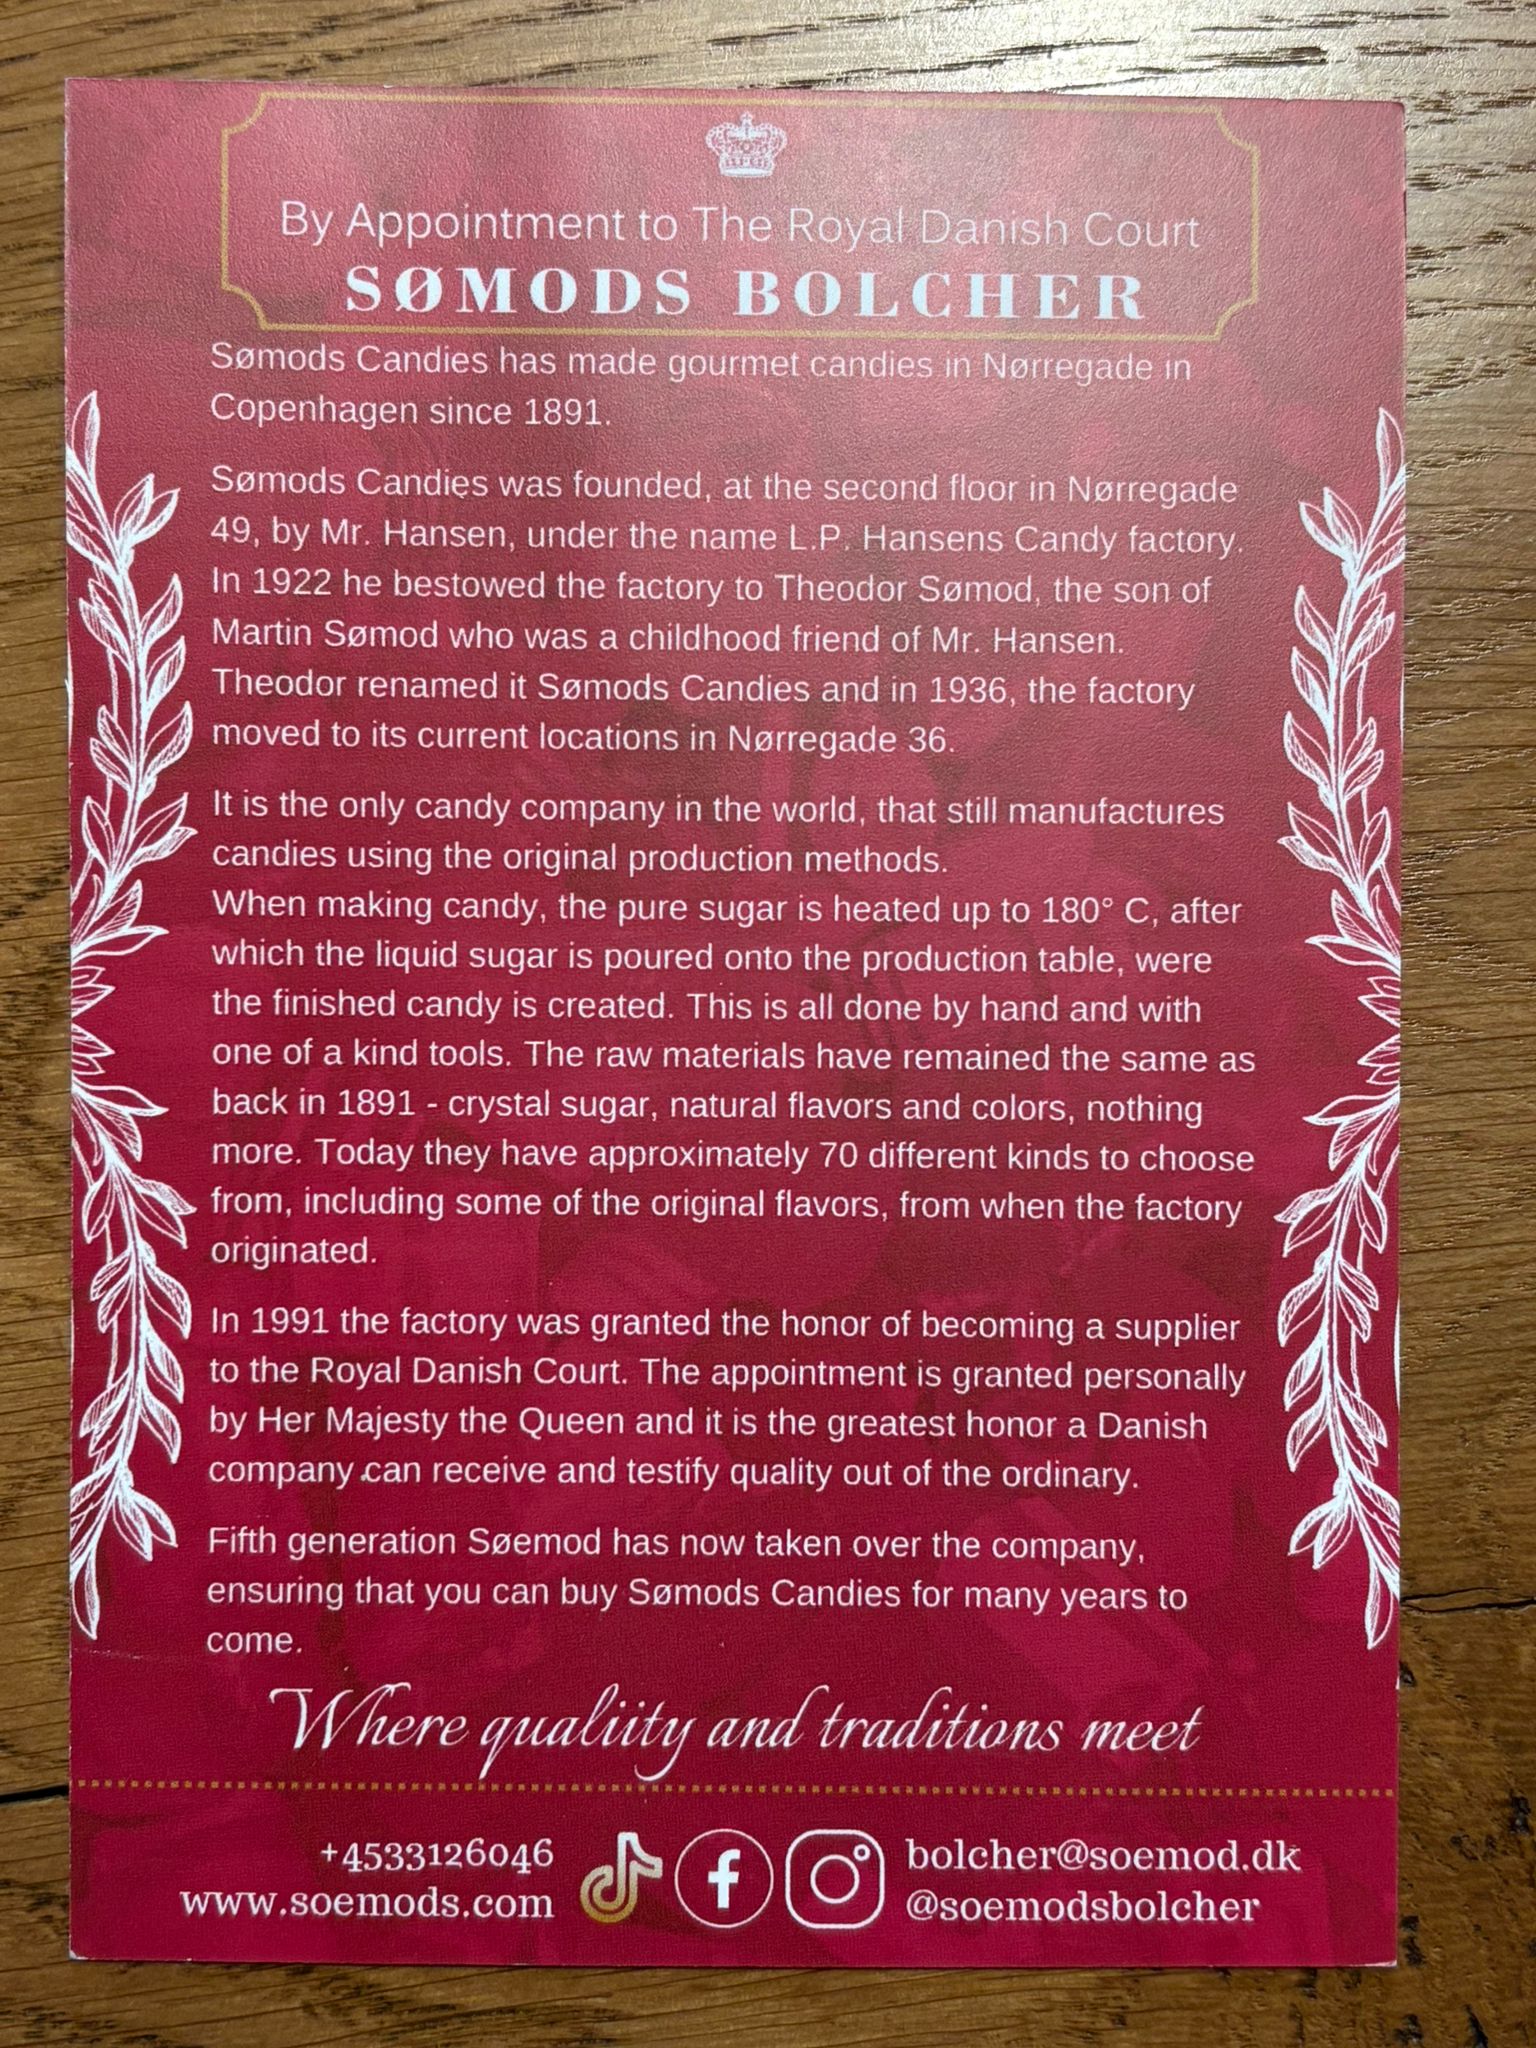 By Appointment to The Royal Danish Court
SØMODS BOLCHER
Sømods Candies has made gourmet candies in Nørregade in
Copenhagen since 1891.
Sømods Candies was founded, at the second floor in Nørregade
49, by Mr. Hansen, under the name L.P. Hansens Candy factory.
In 1922 he bestowed the factory to Theodor Sømod, the son of
Martin Sømod who was a childhood friend of Mr. Hansen.
Theodor renamed it Sømods Candies and in 1936, the factory
moved to its current locations in Nørregade 36.
It is the only candy company in the world, that still manufactures
candies using the original production methods.
When making candy, the pure sugar is heated up to 180° C, after
which the liquid sugar is poured onto the production table, were
the finished candy is created. This is all done by hand and with
one of a kind tools. The raw materials have remained the same as
back in 1891 - crystal sugar, natural flavors and colors, nothing
more. Today they have approximately 70 different kinds to choose
from, including some of the original flavors, from when the factory
originated.
In 1991 the factory was granted the honor of becoming a supplier
to the Royal Danish Court. The appointment is granted personally
by Her Majesty the Queen and it is the greatest honor a Danish
company can receive and testify quality out of the ordinary.
Fifth generation Søemod has now taken over the company,
ensuring that you can buy Sømods Candies for many years to
come.
Where qualiity and traditions meet
+4533126046
www.soemods.com
bolcher@soemod.dk
@soemodsbolcher